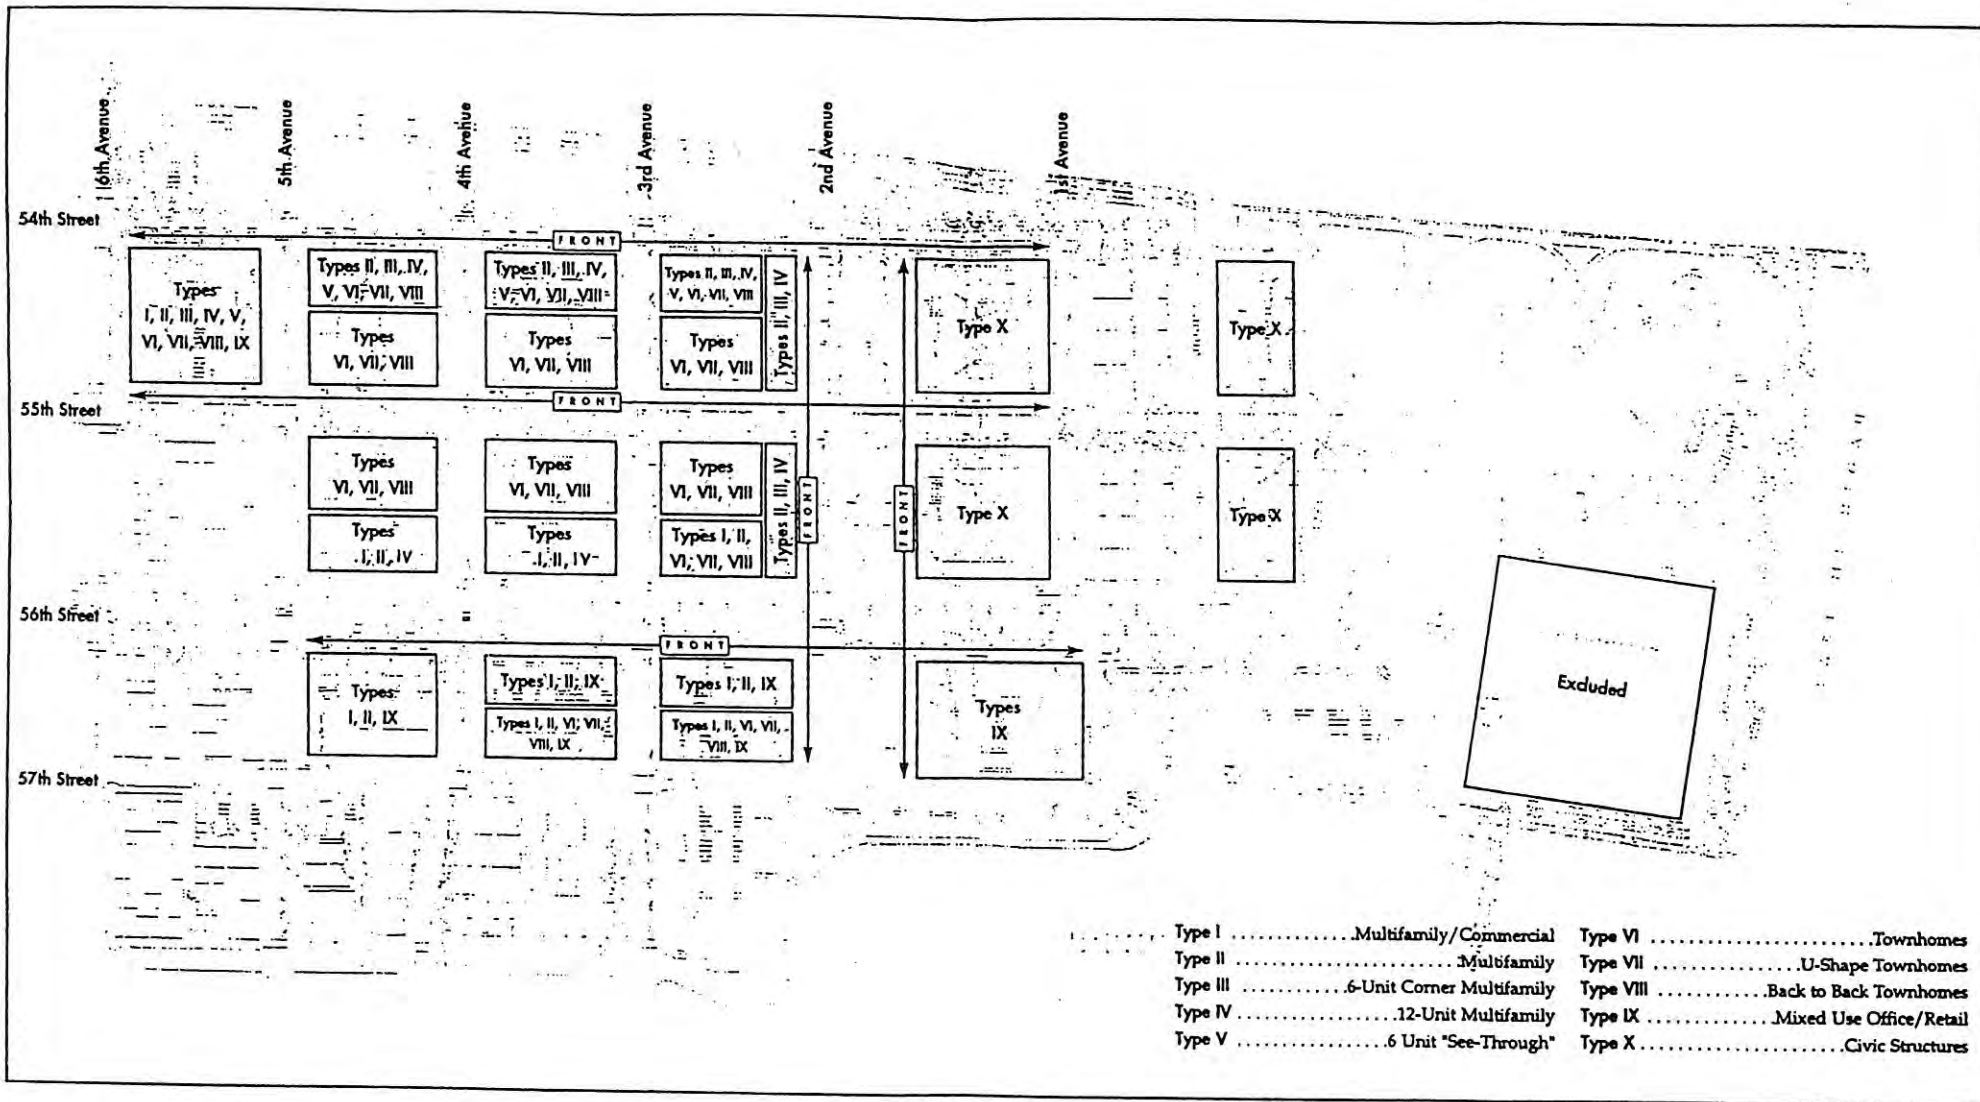 6th Avenue
5th Avenue
4th Avenue
3rd Avenue
2nd Avenue
1st Avenue
54th Street
FRONT
Types
I, II, III, IV, V,
VI, VII, VIII, IX
Types II, III, IV,
V, VI, VII, VIII
Types II, III, IV,
V, VI, VII, VIII
Types II, III, IV,
V, VI, VII, VIII
Types II, III, IV
Types
VI, VII, VIII
Types
VI, VII, VIII
Types
VI, VII, VIII
Type X
Type X
55th Street
FRONT
Types
VI, VII, VIII
Types
VI, VII, VIII
Types
VI, VII, VIII
Types II, III, IV
FRONT
FRONT
Type X
Type X
Types
I, II, IV
Types
I, II, IV
Types I, II,
VI, VII, VIII
56th Street
FRONT
Types
I, II, IX
Types I, II, IX
Types I, II, IX
Types I, II, VI, VII,
VIII, IX
Types I, II, VI, VII,
VIII, IX
Types
IX
Excluded
57th Street
Type I ..............Multifamily/Commercial
Type II .........................Multifamily
Type III ............6-Unit Corner Multifamily
Type IV ..................12-Unit Multifamily
Type V .................6 Unit "See-Through"
Type VI .........................Townhomes
Type VII ................U-Shape Townhomes
Type VIII .............Back to Back Townhomes
Type IX ..............Mixed Use Office/Retail
Type X ......................Civic Structures